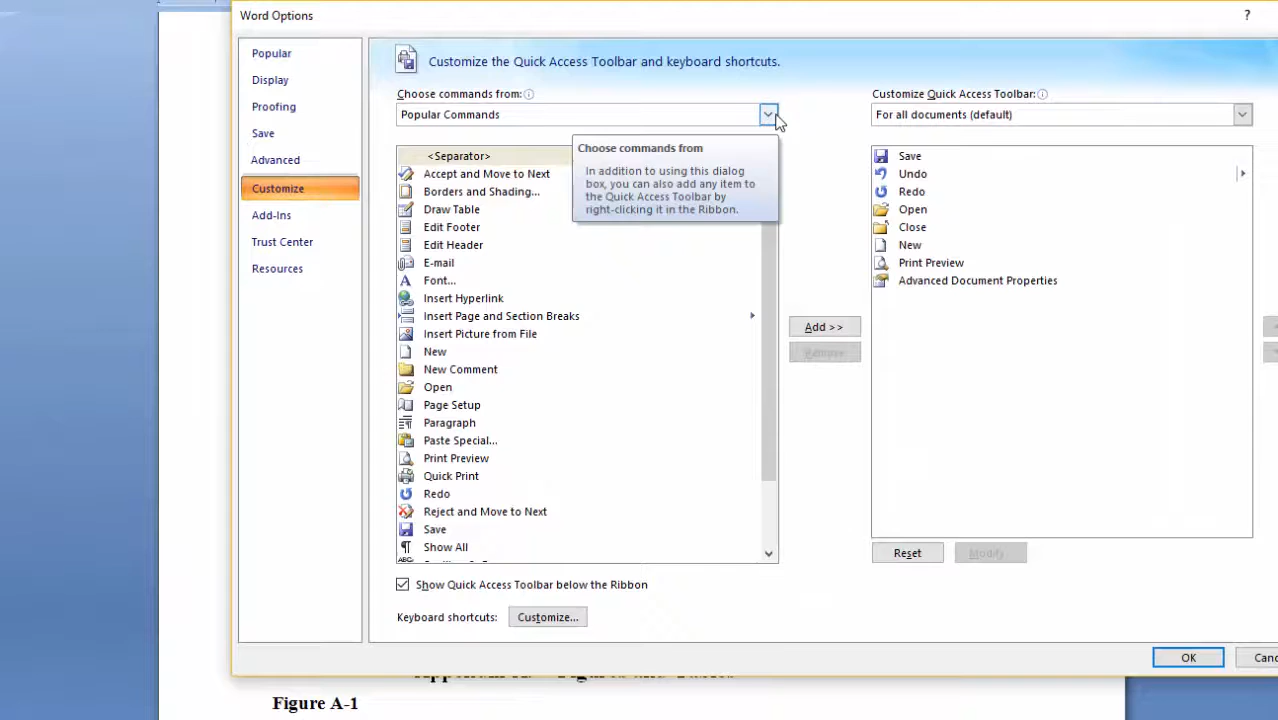 Word Options
?
Popular
Display
Proofing
Save
Advanced
Customize
Add-Ins
Trust Center
Resources
Customize the Quick Access Toolbar and keyboard shortcuts.
Choose commands from:
Popular Commands
Choose commands from
In addition to using this dialog
box, you can also add any item to
the Quick Access Toolbar by
right-clicking it in the Ribbon.
<Separator>
Accept and Move to Next
Borders and Shading...
Draw Table
Edit Footer
Edit Header
E-mail
Font...
Insert Hyperlink
Insert Page and Section Breaks
Insert Picture from File
New
New Comment
Open
Page Setup
Paragraph
Paste Special...
Print Preview
Quick Print
Redo
Reject and Move to Next
Save
Show All
Add >>
Remove
Customize Quick Access Toolbar:
For all documents (default)
Save
Undo
Redo
Open
Close
New
Print Preview
Advanced Document Properties
Reset
Modify...
Show Quick Access Toolbar below the Ribbon
Keyboard shortcuts:
Customize...
OK
Canc
Figure A-1